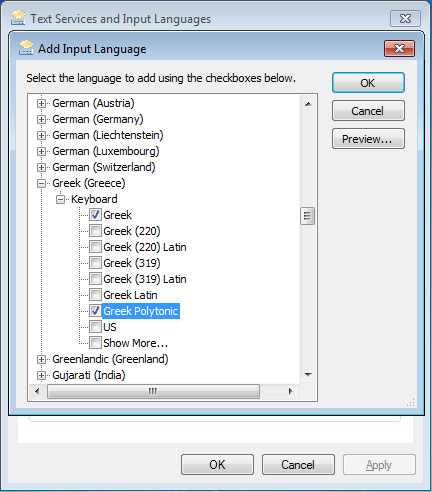 Text Services and Input Languages
Add Input Language
Select the language to add using the checkboxes below.
OK
Cancel
Preview...
German (Austria)
German (Germany)
German (Liechtenstein)
German (Luxembourg)
German (Switzerland)
Greek (Greece)
Keyboard
Greek
Greek (220)
Greek (220) Latin
Greek (319)
Greek (319) Latin
Greek Latin
Greek Polytonic
US
Show More...
Greenlandic (Greenland)
Gujarati (India)
OK
Cancel
Apply